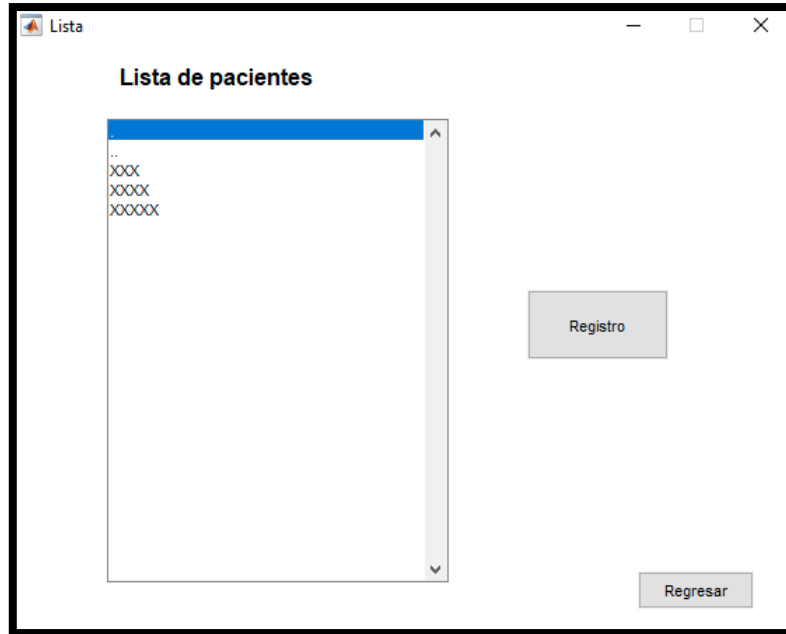 Lista
Lista de pacientes
.
..
XXX
XXXX
XXXXX
Registro
Regresar